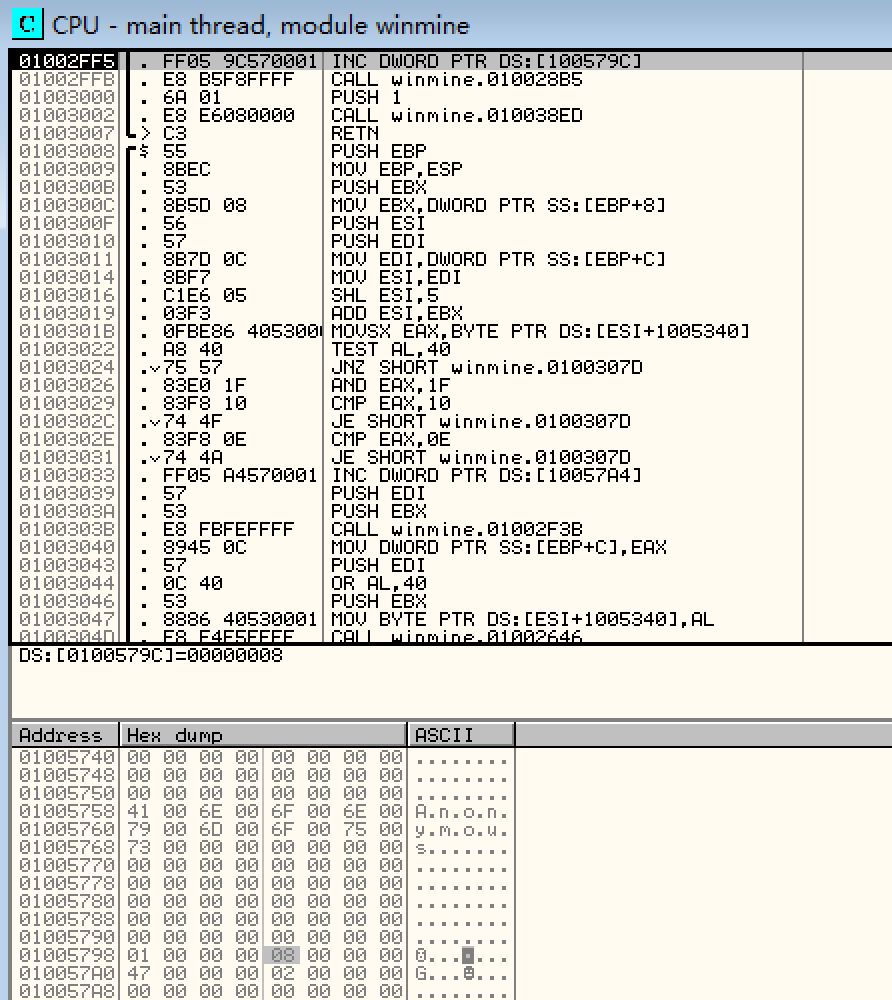 C CPU - main thread, module winmine
01002FF5 . FF05 9C570001 INC DWORD PTR DS:[100579C]
01002FFB . E8 B5F8FFFF CALL winmine.010028B5
01003000 . 6A 01 PUSH 1
01003002 . E8 E6080000 CALL winmine.010038ED
01003007 > C3 RETN
01003008 $ 55 PUSH EBP
01003009 . 8BEC MOV EBP,ESP
0100300B . 53 PUSH EBX
0100300C . 8B5D 08 MOV EBX,DWORD PTR SS:[EBP+8]
0100300F . 56 PUSH ESI
01003010 . 57 PUSH EDI
01003011 . 8B7D 0C MOV EDI,DWORD PTR SS:[EBP+C]
01003014 . 8BF7 MOV ESI,EDI
01003016 . C1E6 05 SHL ESI,5
01003019 . 03F3 ADD ESI,EBX
0100301B . 0FBE86 405300 MOVSX EAX,BYTE PTR DS:[ESI+1005340]
01003022 . A8 40 TEST AL,40
01003024 .v 75 57 JNZ SHORT winmine.0100307D
01003026 . 83E0 1F AND EAX,1F
01003029 . 83F8 10 CMP EAX,10
0100302C .v 74 4F JE SHORT winmine.0100307D
0100302E . 83F8 0E CMP EAX,0E
01003031 .v 74 4A JE SHORT winmine.0100307D
01003033 . FF05 A4570001 INC DWORD PTR DS:[10057A4]
01003039 . 57 PUSH EDI
0100303A . 53 PUSH EBX
0100303B . E8 FBFEFFFF CALL winmine.01002F3B
01003040 . 8945 0C MOV DWORD PTR SS:[EBP+C],EAX
01003043 . 57 PUSH EDI
01003044 . 0C 40 OR AL,40
01003046 . 53 PUSH EBX
01003047 . 8886 40530001 MOV BYTE PTR DS:[ESI+1005340],AL
0100304D . E8 F4F5FFFF CALL winmine.01002646
DS:[0100579C]=00000008
Address Hex dump ASCII
01005740 00 00 00 00 00 00 00 00 ........
01005748 00 00 00 00 00 00 00 00 ........
01005750 00 00 00 00 00 00 00 00 ........
01005758 41 00 6E 00 6F 00 6E 00 A.n.o.n.
01005760 79 00 6D 00 6F 00 75 00 y.m.o.u.
01005768 73 00 00 00 00 00 00 00 s.......
01005770 00 00 00 00 00 00 00 00 ........
01005778 00 00 00 00 00 00 00 00 ........
01005780 00 00 00 00 00 00 00 00 ........
01005788 00 00 00 00 00 00 00 00 ........
01005790 00 00 00 00 00 00 00 00 ........
01005798 01 00 00 00 08 00 00 00 ☺...◘...
010057A0 47 00 00 00 02 00 00 00 G...☻...
010057A8 00 00 00 00 00 00 00 00 ........